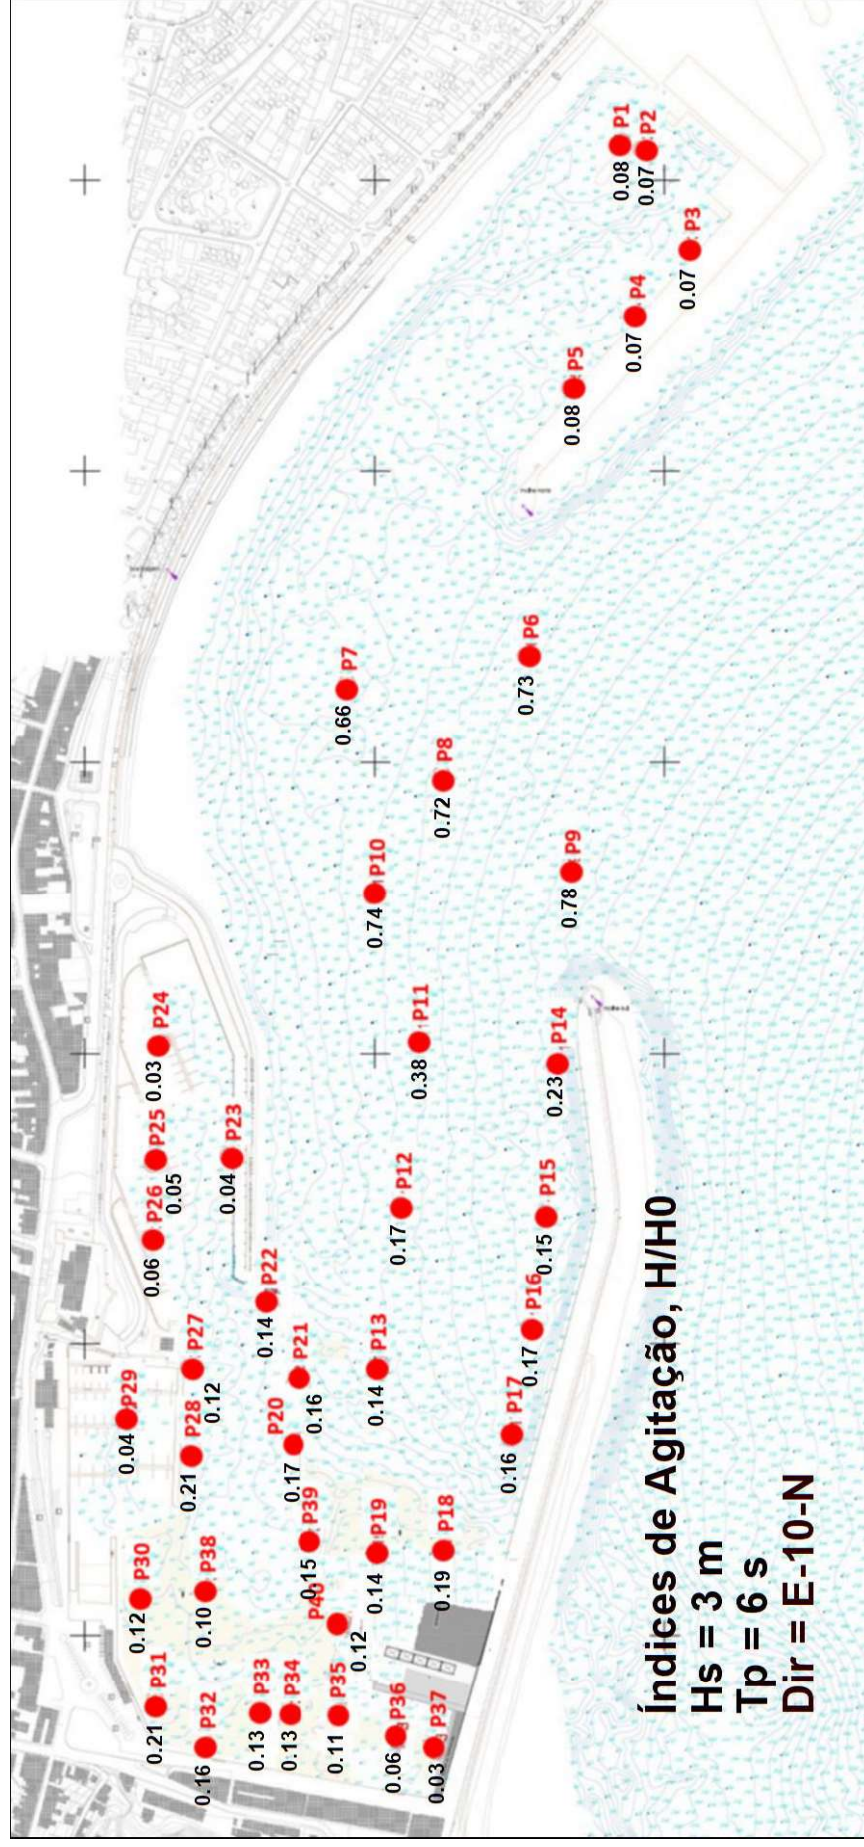 P1
0.08
P2
0.07
P3
0.07
P4
0.07
P5
0.08
P6
0.73
P7
0.66
P8
0.72
P9
0.78
P10
0.74
P11
0.38
P12
0.17
P13
0.14
P14
0.23
P15
0.15
P16
0.17
P17
0.16
P18
0.19
P19
0.14
P20
0.17
P21
0.16
P22
0.14
P23
0.04
P24
0.03
P25
0.05
P26
0.06
P27
0.12
P28
0.21
P29
0.04
P30
0.12
P31
0.21
P32
0.16
P33
0.13
P34
0.13
P35
0.11
P36
0.06
P37
0.03
P38
0.10
P39
0.15
P40
0.12
Índices de Agitação, H/H0
Hs = 3 m
Tp = 6 s
Dir = E-10-N